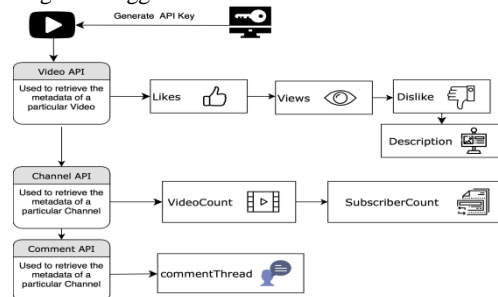 Generate API Key
Video API
Used to retrieve the
metadata of a
particular Video
Likes
Views
Dislike
Description
Channel API
Used to retrieve the
metadata of a
particular Channel
VideoCount
SubscriberCount
Comment API
Used to retrieve the
metadata of a
particular Channel
commentThread